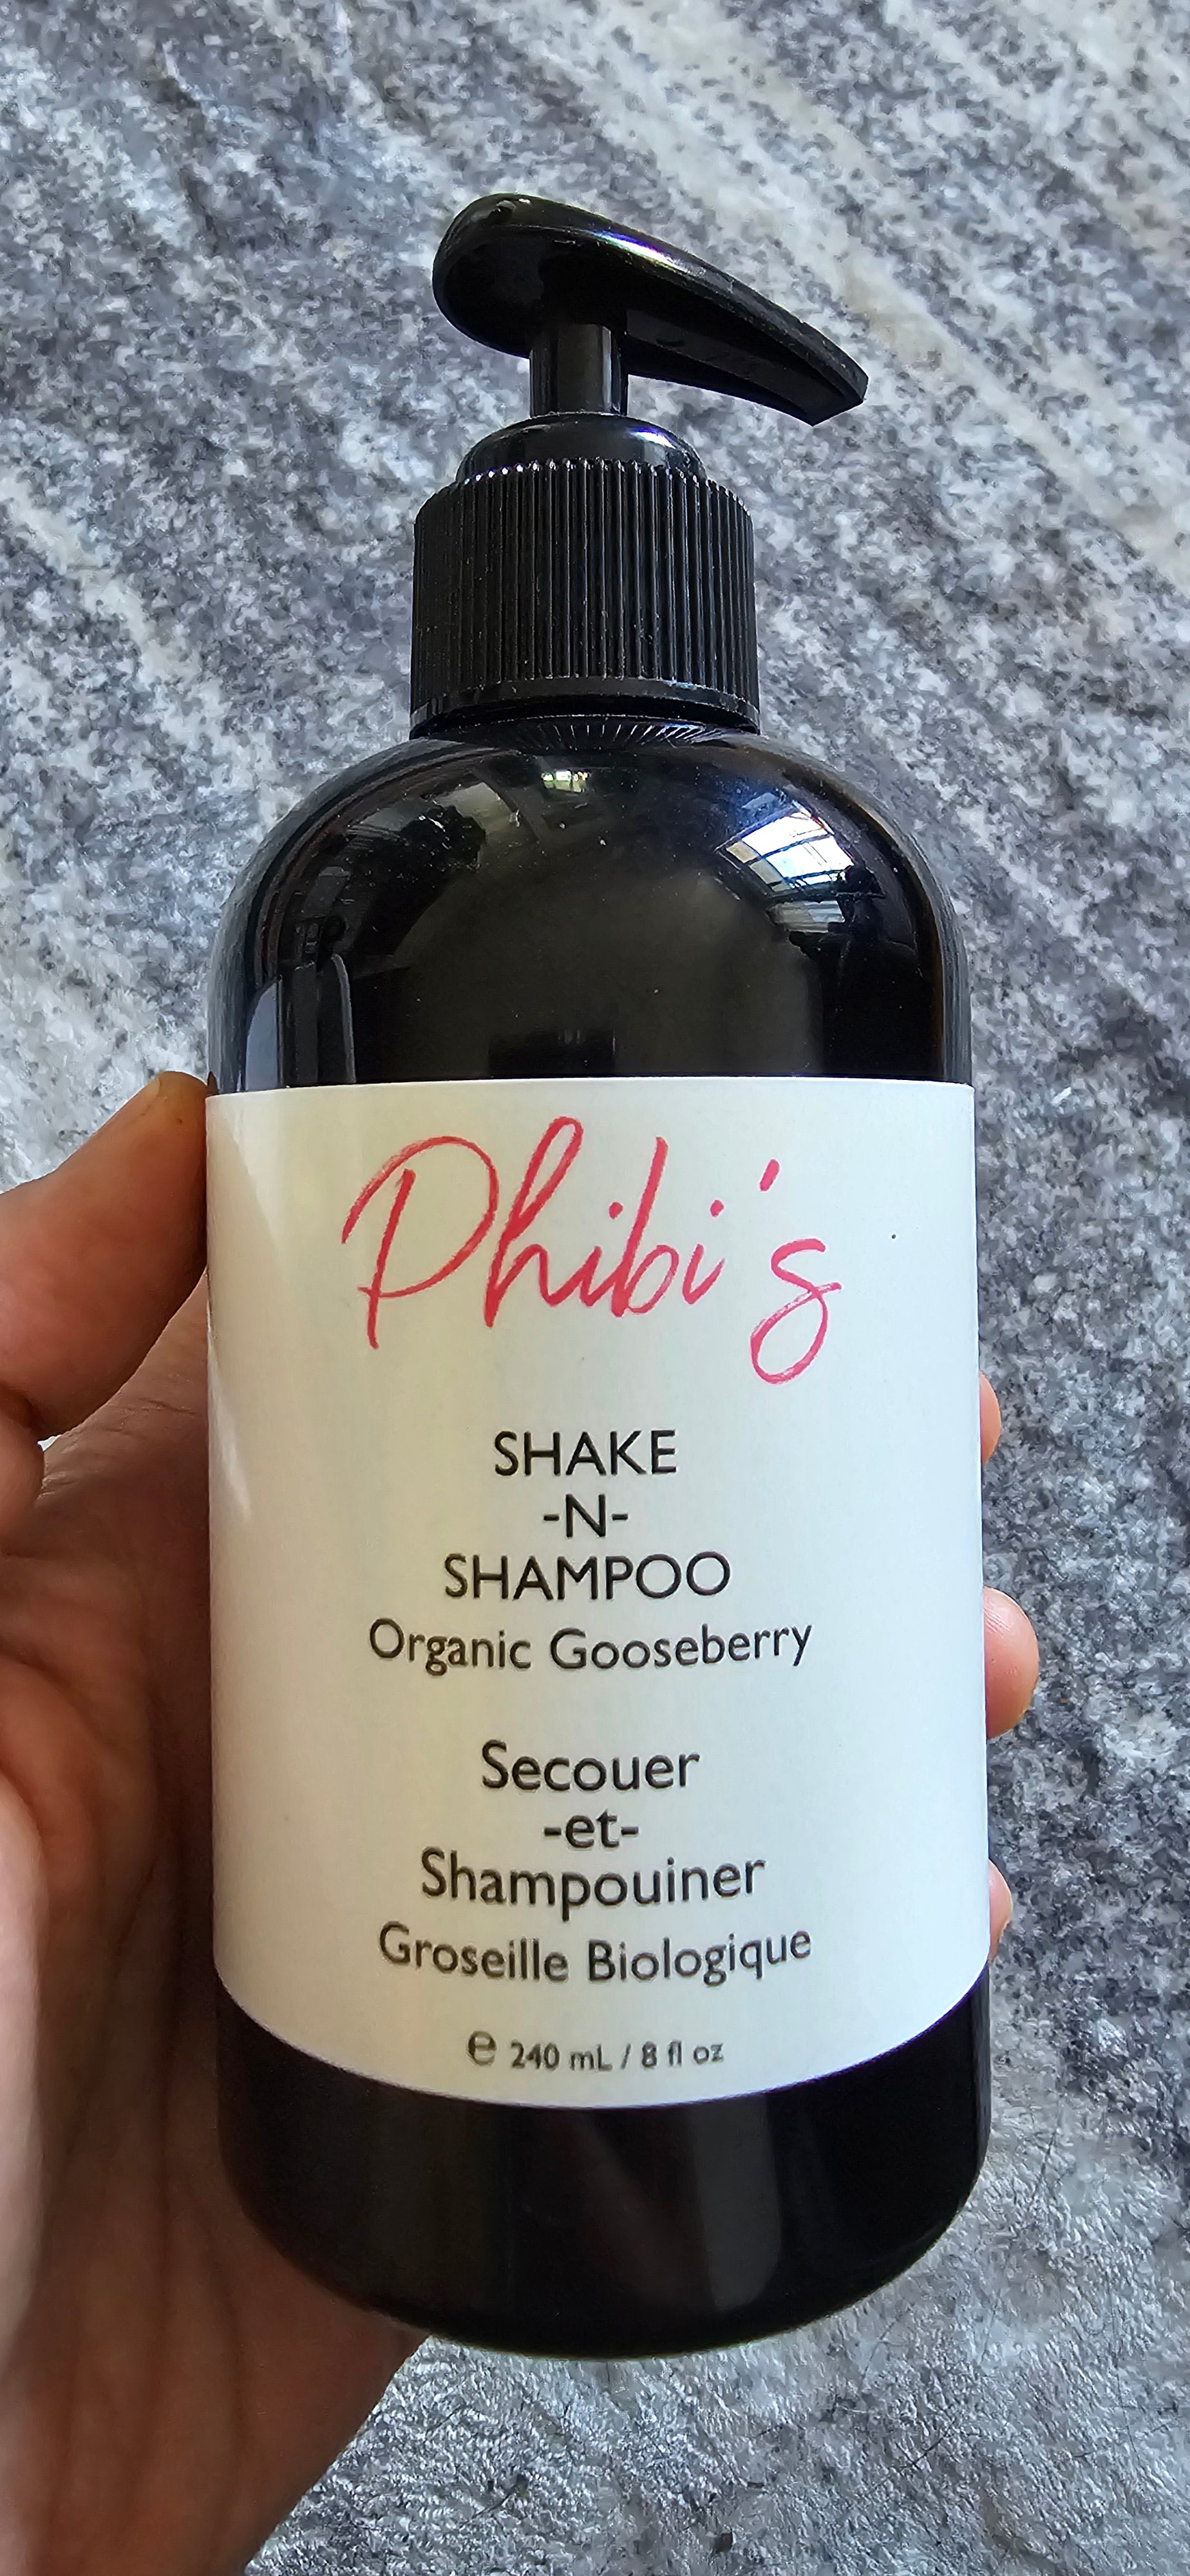 Phibi's
SHAKE
-N-
SHAMPOO
Organic Gooseberry
Secouer
-et-
Shampouiner
Groseille Biologique
℮ 240 mL / 8 fl oz